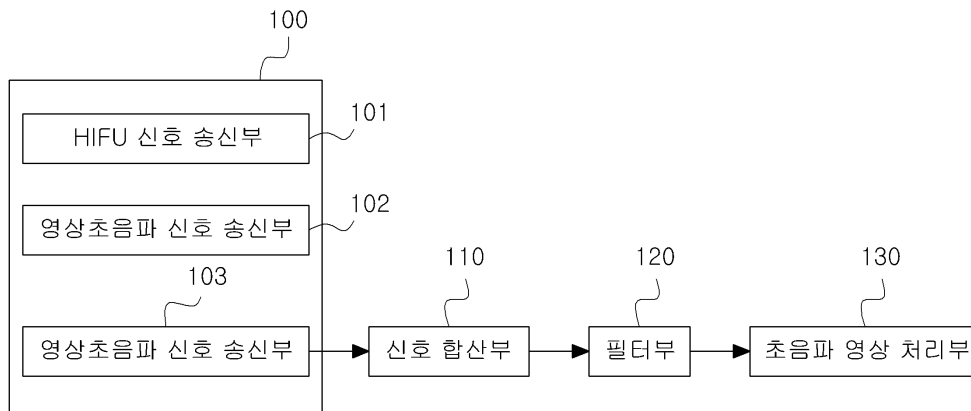 100
HIFU 신호 송신부
101
영상초음파 신호 송신부
102
103
영상초음파 신호 송신부
110
신호 합산부
120
필터부
130
초음파 영상 처리부